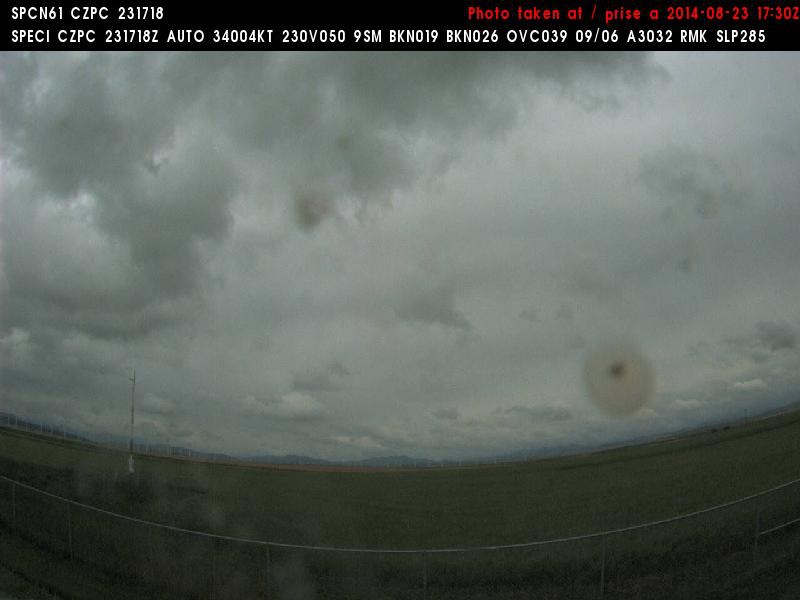 SPCN61 CZPC 231718 Photo taken at / prise a 2014-08-23 17:30Z
SPECI CZPC 231718Z AUTO 34004KT 230V050 9SM BKN019 BKN026 OVC039 09/06 A3032 RMK SLP285